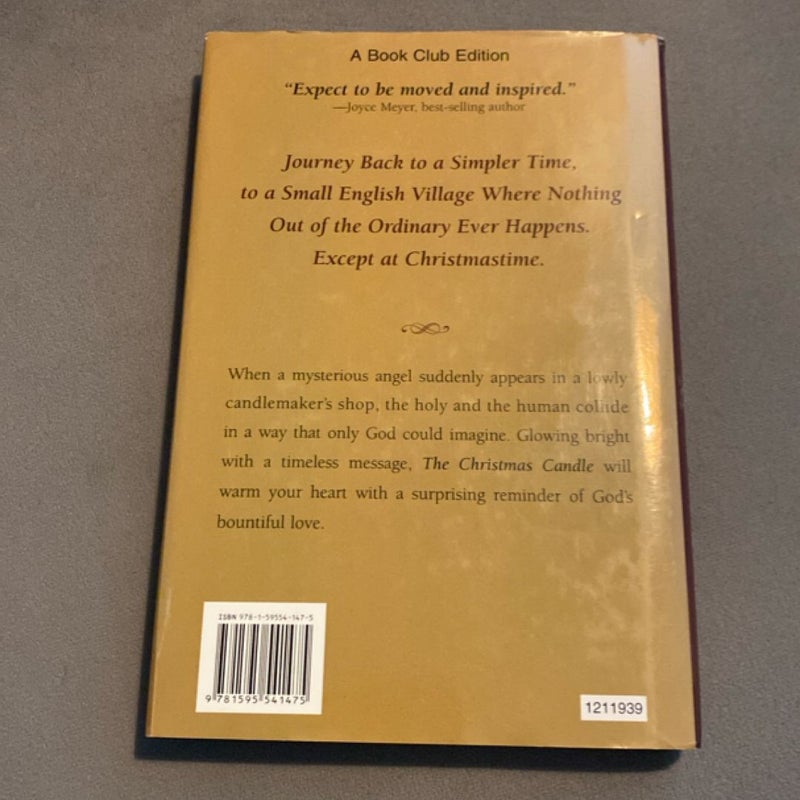 A Book Club Edition
“Expect to be moved and inspired.”
—Joyce Meyer, best-selling author
Journey Back to a Simpler Time,
to a Small English Village Where Nothing
Out of the Ordinary Ever Happens.
Except at Christmastime.
When a mysterious angel suddenly appears in a lowly
candlemaker's shop, the holy and the human collide
in a way that only God could imagine. Glowing bright
with a timeless message, The Christmas Candle will
warm your heart with a surprising reminder of God's
bountiful love.
ISBN 978-1-59554-147-5
9 781595 541475
1211939